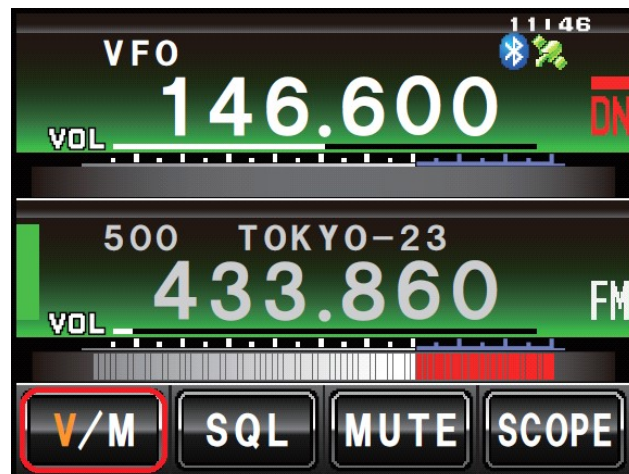 11:46
VFO
146.600
DN
VOL
500 TOKYO-23
433.860
FM
VOL
V/M SQL MUTE SCOPE